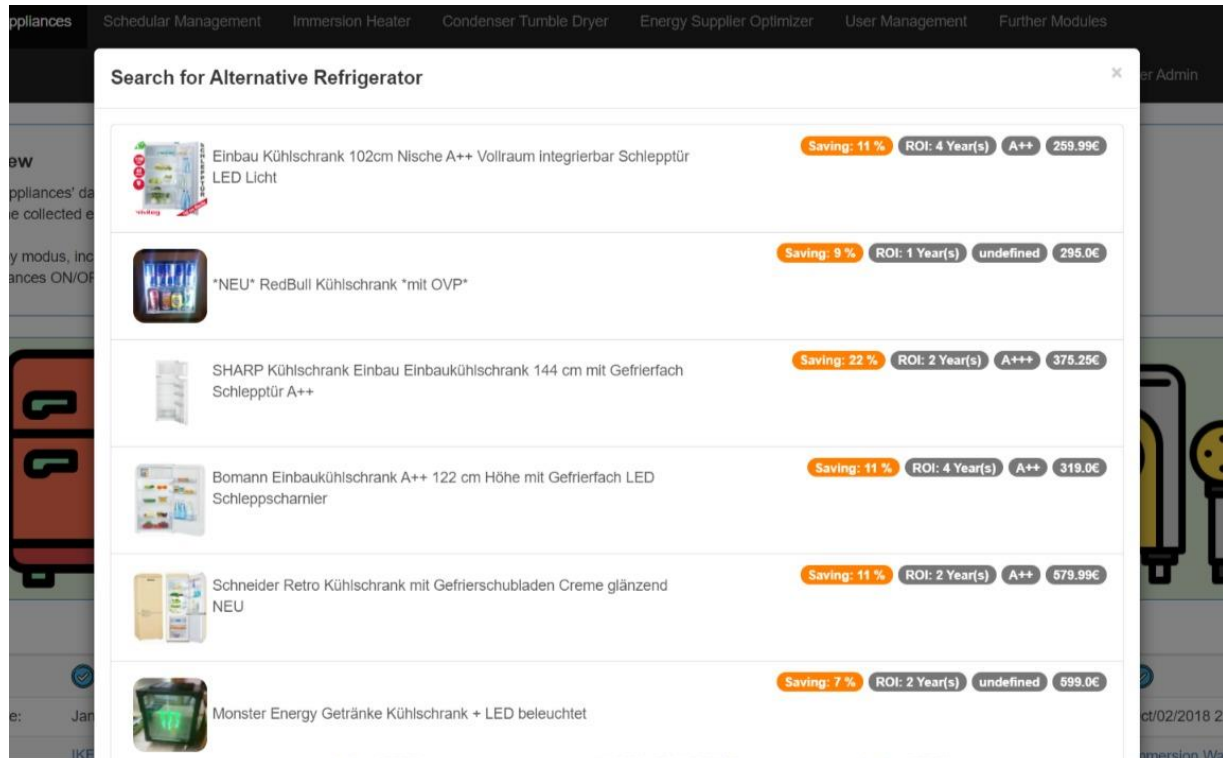 ppliances Schedular Management Immersion Heater Condenser Tumble Dryer Energy Supplier Optimizer User Management Further Modules
Search for Alternative Refrigerator ×
er Admin
ew
ppliances' da
e collected e
y modus, inc
ances ON/OF
Einbau Kühlschrank 102cm Nische A++ Vollraum integrierbar Schlepptür
LED Licht
Saving: 11 % ROI: 4 Year(s) A++ 259.99€
*NEU* RedBull Kühlschrank *mit OVP*
Saving: 9 % ROI: 1 Year(s) undefined 295.0€
SHARP Kühlschrank Einbau Einbaukühlschrank 144 cm mit Gefrierfach
Schlepptür A++
Saving: 22 % ROI: 2 Year(s) A+++ 375.25€
Bomann Einbaukühlschrank A++ 122 cm Höhe mit Gefrierfach LED
Schleppscharnier
Saving: 11 % ROI: 4 Year(s) A++ 319.0€
Schneider Retro Kühlschrank mit Gefrierschubladen Creme glänzend
NEU
Saving: 11 % ROI: 2 Year(s) A++ 579.99€
Monster Energy Getränke Kühlschrank + LED beleuchtet
Saving: 7 % ROI: 2 Year(s) undefined 599.0€
e: Jan
ct/02/2018 2
IKE
mersion Wa